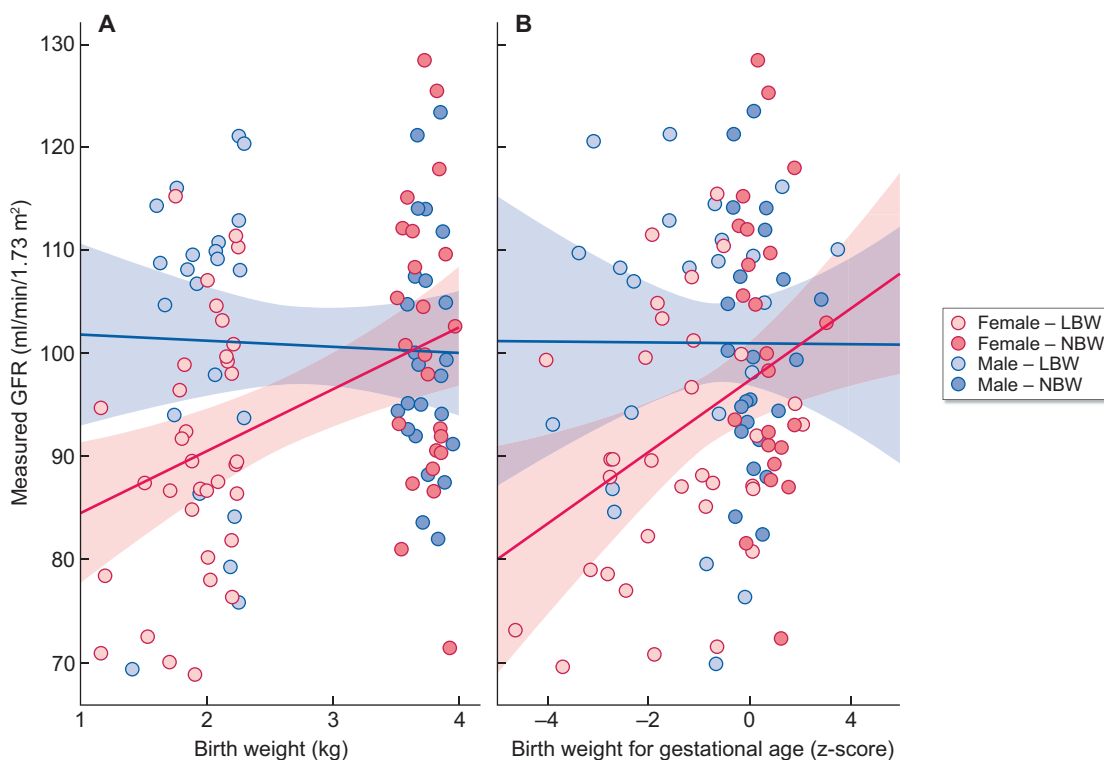 A
B
130
120
110
100
90
80
70
Measured GFR (ml/min/1.73 m²)
1
2
3
4
Birth weight (kg)
–4
–2
0
4
Birth weight for gestational age (z-score)
Female – LBW
Female – NBW
Male – LBW
Male – NBW